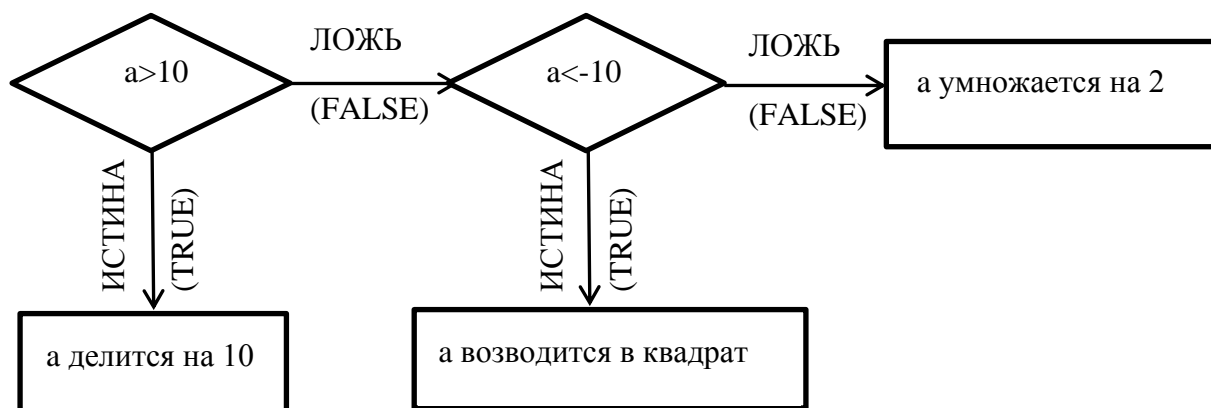 a>10
ЛОЖЬ
(FALSE)
a<-10
ЛОЖЬ
(FALSE)
а умножается на 2
ИСТИНА
(TRUE)
ИСТИНА
(TRUE)
а делится на 10
а возводится в квадрат